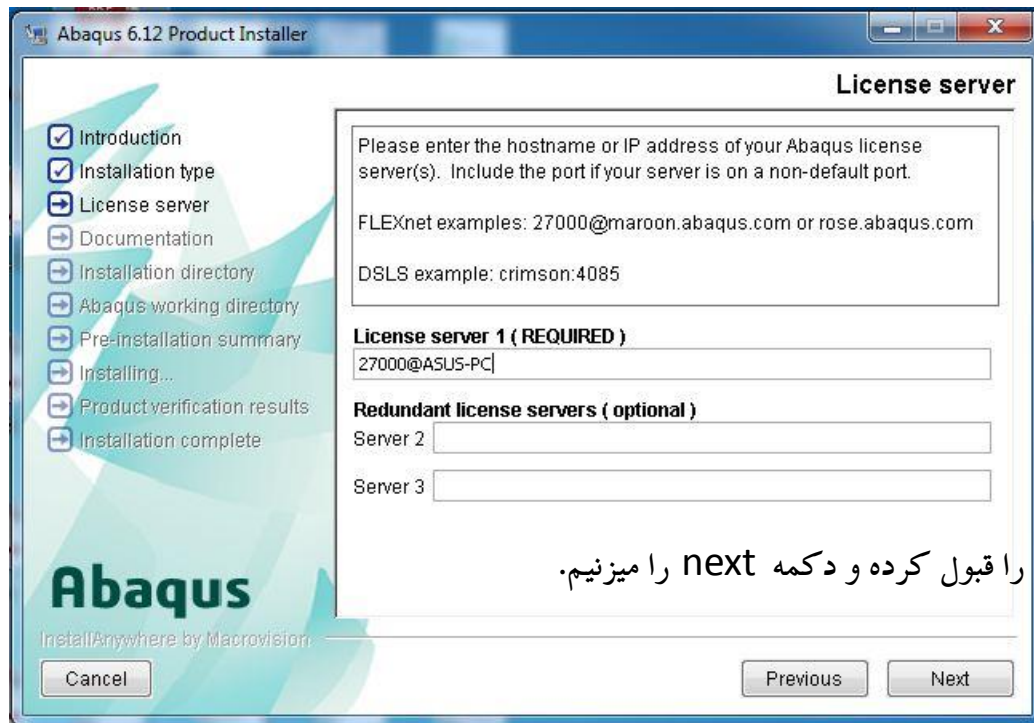 Abaqus 6.12 Product Installer
License server
Introduction
Installation type
License server
Documentation
Installation directory
Abaqus working directory
Pre-installation summary
Installing...
Product verification results
Installation complete
Please enter the hostname or IP address of your Abaqus license
server(s). Include the port if your server is on a non-default port.
FLEXnet examples: 27000@maroon.abaqus.com or rose.abaqus.com
DSLS example: crimson:4085
License server 1 ( REQUIRED )
27000@ASUS-PC
Redundant license servers ( optional )
Server 2
Server 3
را قبول کرده و دکمه next را میزنیم.
Abaqus
InstallAnywhere by Macrovision
Cancel
Previous
Next